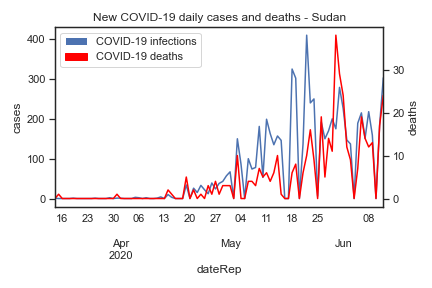 New COVID-19 daily cases and deaths - Sudan
COVID-19 infections
COVID-19 deaths
400
300
200
100
0
cases
30
20
10
0
deaths
16 23 30 06 13 20 27 04 11 18 25 08
Apr May Jun
2020
dateRep